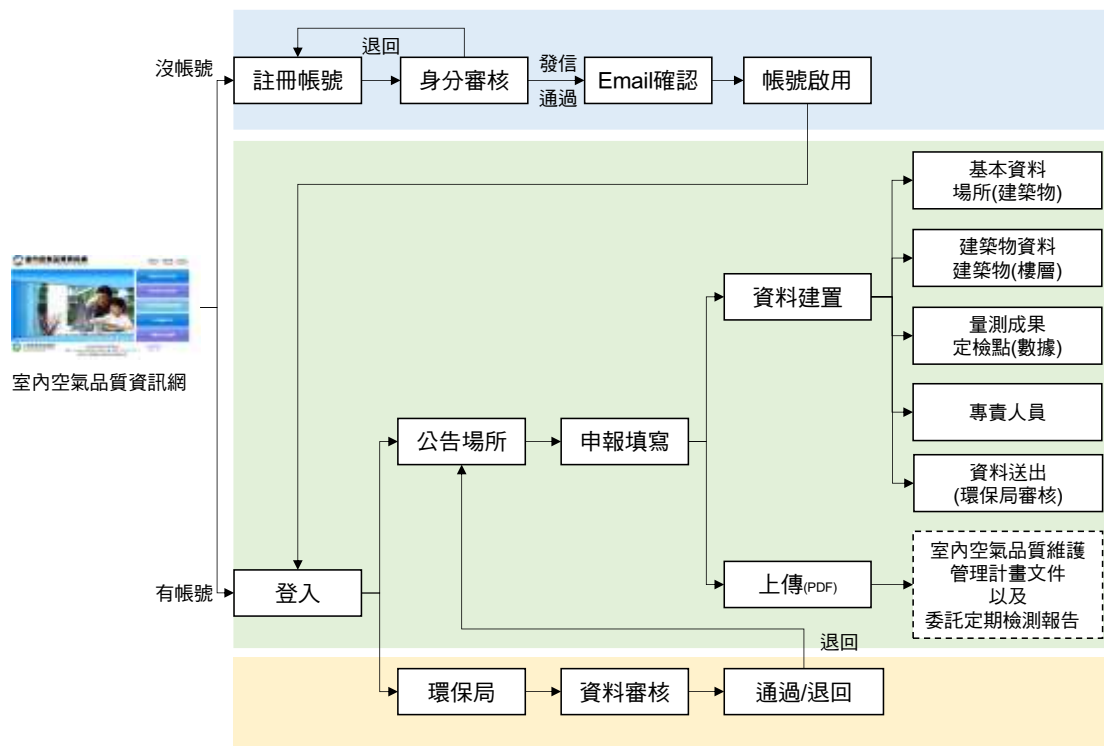 退回
沒帳號
註冊帳號
身分審核
發信
通過
Email確認
帳號啟用
基本資料
場所(建築物)
建築物資料
建築物(樓層)
資料建置
量測成果
定檢點(數據)
室內空氣品質資訊網
專責人員
公告場所
申報填寫
資料送出
(環保局審核)
有帳號
登入
上傳(PDF)
室內空氣品質維護
管理計畫文件
以及
委託定期檢測報告
退回
環保局
資料審核
通過/退回